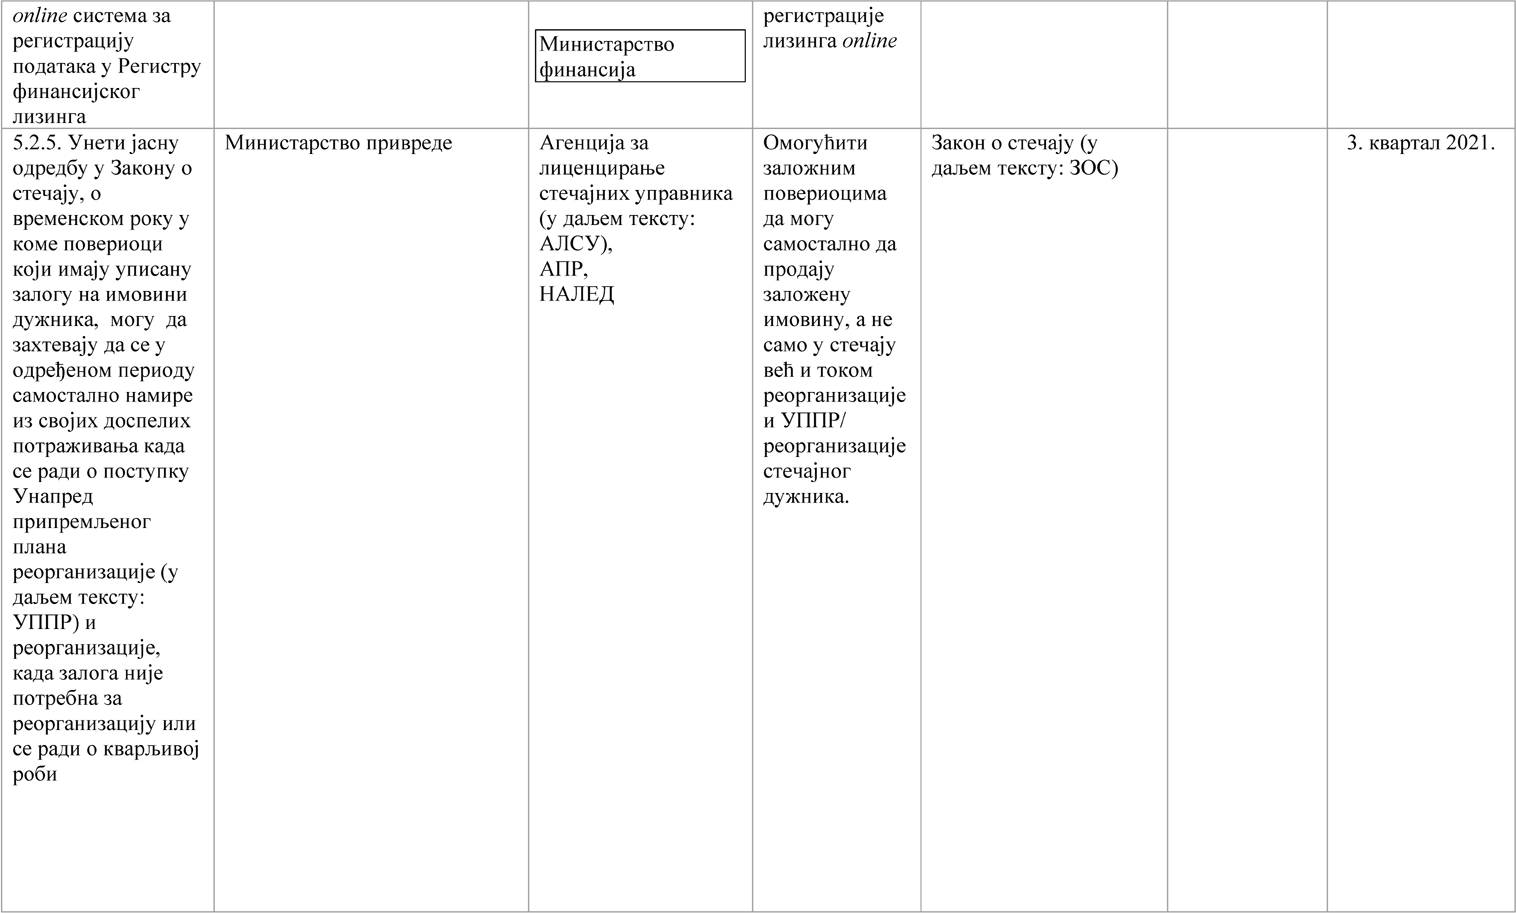 online система за
регистрацију
података у Регистру
финансијског
лизинга
Министарство
финансија
регистрације
лизинга online
5.2.5. Унети јасну
одредбу у Закону о
стечају, о
временском року у
коме повериоци
који имају уписану
залогу на имовини
дужника, могу да
захтевају да се у
одређеном периоду
самостално намире
из својих доспелих
потраживања када
се ради о поступку
Унапред
припремљеног
плана
реорганизације (у
даљем тексту:
УППР) и
реорганизације,
када залога није
потребна за
реорганизацију или
се ради о кварљивој
роби
Министарство привреде
Агенција за
лиценцирање
стечајних управника
(у даљем тексту:
АЛСУ),
АПР,
НАЛЕД
Омогућити
заложним
повериоцима
да могу
самостално да
продају
заложену
имовину, а не
само у стечају
већ и током
реорганизације
и УППР/
реорганизације
стечајног
дужника.
Закон о стечају (у
даљем тексту: ЗОС)
3. квартал 2021.